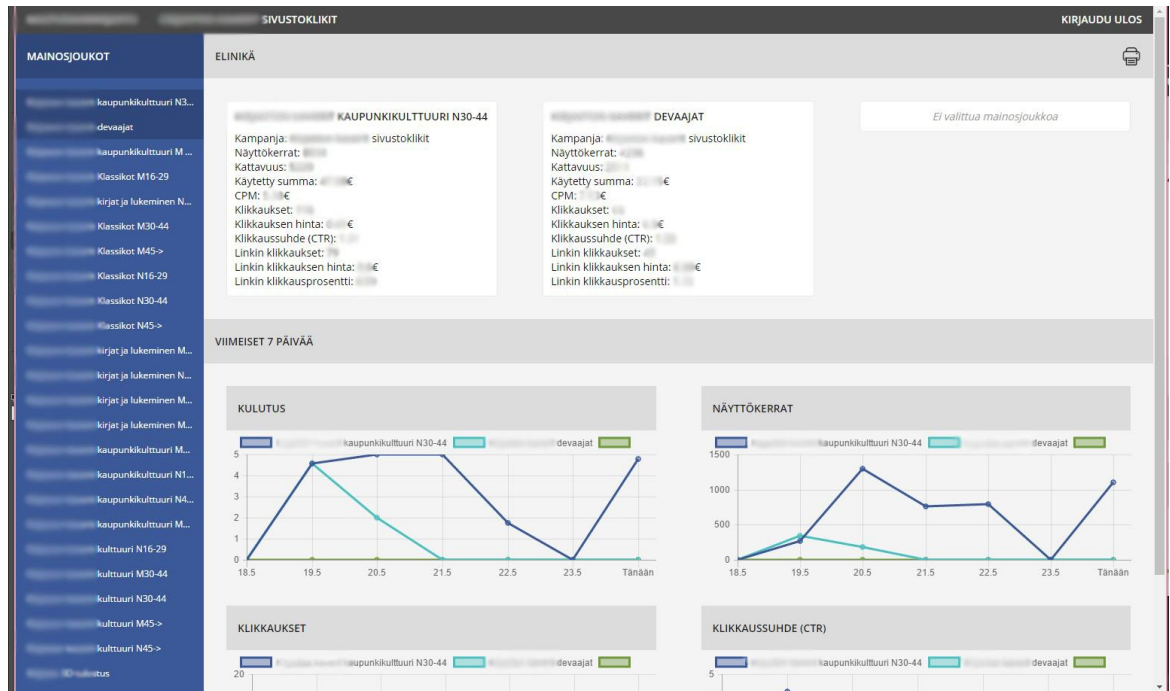 SIVUSTOKLIKIT
KIRJAUDU ULOS
MAINOSJOUKOT
ELINIKÄ
kaupunkikulttuuri N3...
devaajat
kaupunkikulttuuri M ...
Klassikot M16-29
kirjat ja lukeminen N...
Klassikot M30-44
Klassikot M45->
Klassikot N16-29
Klassikot N30-44
Klassikot N45->
kirjat ja lukeminen M...
kirjat ja lukeminen N...
kirjat ja lukeminen M...
kirjat ja lukeminen M...
kaupunkikulttuuri M...
kaupunkikulttuuri N1...
kaupunkikulttuuri N4...
kaupunkikulttuuri M...
kulttuuri N16-29
kulttuuri M30-44
kulttuuri N30-44
kulttuuri M45->
kulttuuri N45->
KAUPUNKIKULTTUURI N30-44
Kampanja: sivustoklikit
Näyttökerrat:
Kattavuus:
Käytetty summa: €
CPM: €
Klikkaukset:
Klikkauksen hinta: €
Klikkaussuhde (CTR):
Linkin klikkaukset:
Linkin klikkauksen hinta: €
Linkin klikkausprosentti:
DEVAAJAT
Kampanja: sivustoklikit
Näyttökerrat:
Kattavuus:
Käytetty summa: €
CPM: €
Klikkaukset:
Klikkauksen hinta: €
Klikkaussuhde (CTR):
Linkin klikkaukset:
Linkin klikkauksen hinta: €
Linkin klikkausprosentti:
Ei valittua mainosjoukkoa
VIIMEISET 7 PÄIVÄÄ
KULUTUS
kaupunkikulttuuri N30-44 devaajat
5
4
3
2
1
0
18.5 19.5 20.5 21.5 22.5 23.5 Tänään
NÄYTTÖKERRAT
kaupunkikulttuuri N30-44 devaajat
1500
1000
500
0
18.5 19.5 20.5 21.5 22.5 23.5 Tänään
KLIKKAUKSET
kaupunkikulttuuri N30-44 devaajat
20
KLIKKAUSSUHDE (CTR)
kaupunkikulttuuri N30-44 devaajat
5